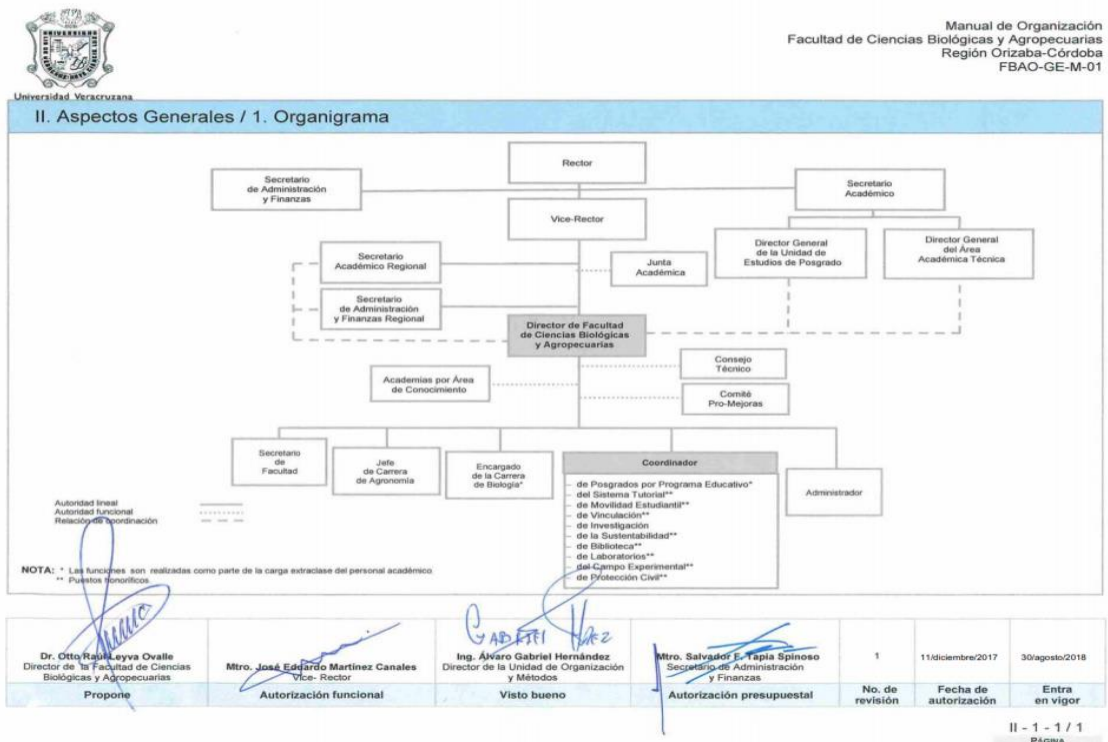 Manual de Organización
Facultad de Ciencias Biológicas y Agropecuarias
Región Orizaba-Córdoba
FBAO-GE-M-01
Universidad Veracruzana
II. Aspectos Generales / 1. Organigrama
Rector
Secretario
de Administración
y Finanzas
Secretario
Académico
Vice-Rector
Director General
de la Unidad de
Estudios de Posgrado
Director General
del Área
Académica Técnica
Secretario
Académico Regional
Junta
Académica
Secretario
de Administración
y Finanzas Regional
Director de Facultad
de Ciencias Biológicas
y Agropecuarias
Consejo
Técnico
Academias por Área
de Conocimiento
Comité
Pro-Mejoras
Secretario
de
Facultad
Jefe
de Carrera
de Agronomía
Encargado
de la Carrera
de Biología*
Coordinador
de Posgrados por Programa Educativo*
del Sistema Tutorial**
de Movilidad Estudiantil**
de Vinculación**
de Investigación
de la Sustentabilidad**
de Biblioteca**
de Laboratorios**
del Campo Experimental**
de Protección Civil**
Administrador
Autoridad lineal
Autoridad funcional
Relación de coordinación
NOTA: * Las funciones son realizadas como parte de la carga extraclase del personal académico
** Puestos honoríficos.
Dr. Otto Raúl Leyva Ovalle
Director de la Facultad de Ciencias
Biológicas y Agropecuarias
Propone
Mtro. José Eduardo Martínez Canales
Vice- Rector
Autorización funcional
Ing. Álvaro Gabriel Hernández
Director de la Unidad de Organización
y Métodos
Visto bueno
Mtro. Salvador F. Tapia Spinoso
Secretario de Administración
y Finanzas
Autorización presupuestal
1
No. de
revisión
11/diciembre/2017
Fecha de
autorización
30/agosto/2018
Entra
en vigor
II - 1 - 1 / 1
PÁGINA